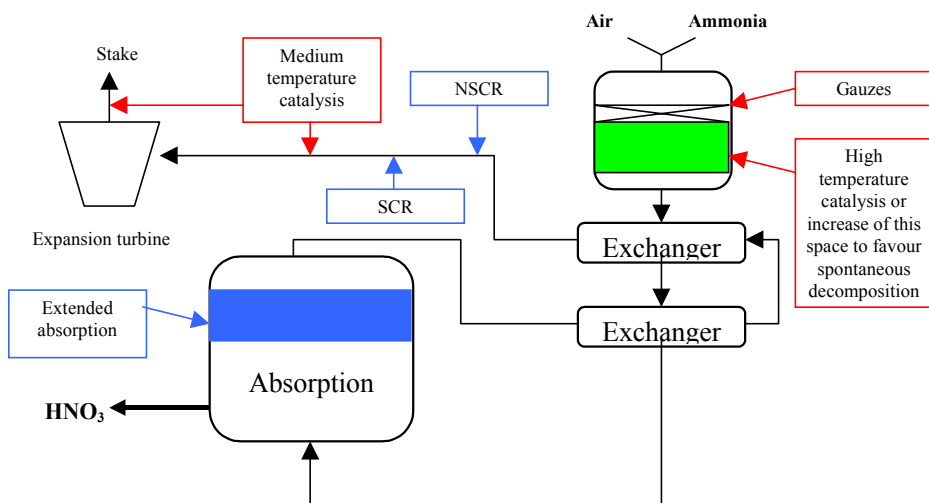 Air
Ammonia
Stake
Medium
temperature
catalysis
NSCR
Gauzes
SCR
High
temperature
catalysis or
increase of this
space to favour
spontaneous
decomposition
Expansion turbine
Exchanger
Exchanger
Extended
absorption
Absorption
HNO₃